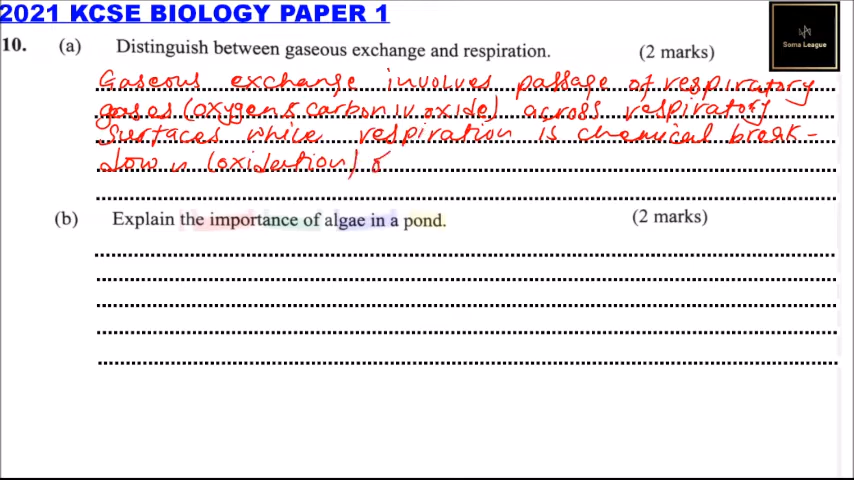 2021 KCSE BIOLOGY PAPER 1
Soma League
10. (a) Distinguish between gaseous exchange and respiration. (2 marks)
Gaseous exchange involves passage of respiratory
gases (oxygen & carbon iv oxide) across respiratory
Surfaces while respiration is chemical break-
down (oxidation) o
(b) Explain the importance of algae in a pond. (2 marks)